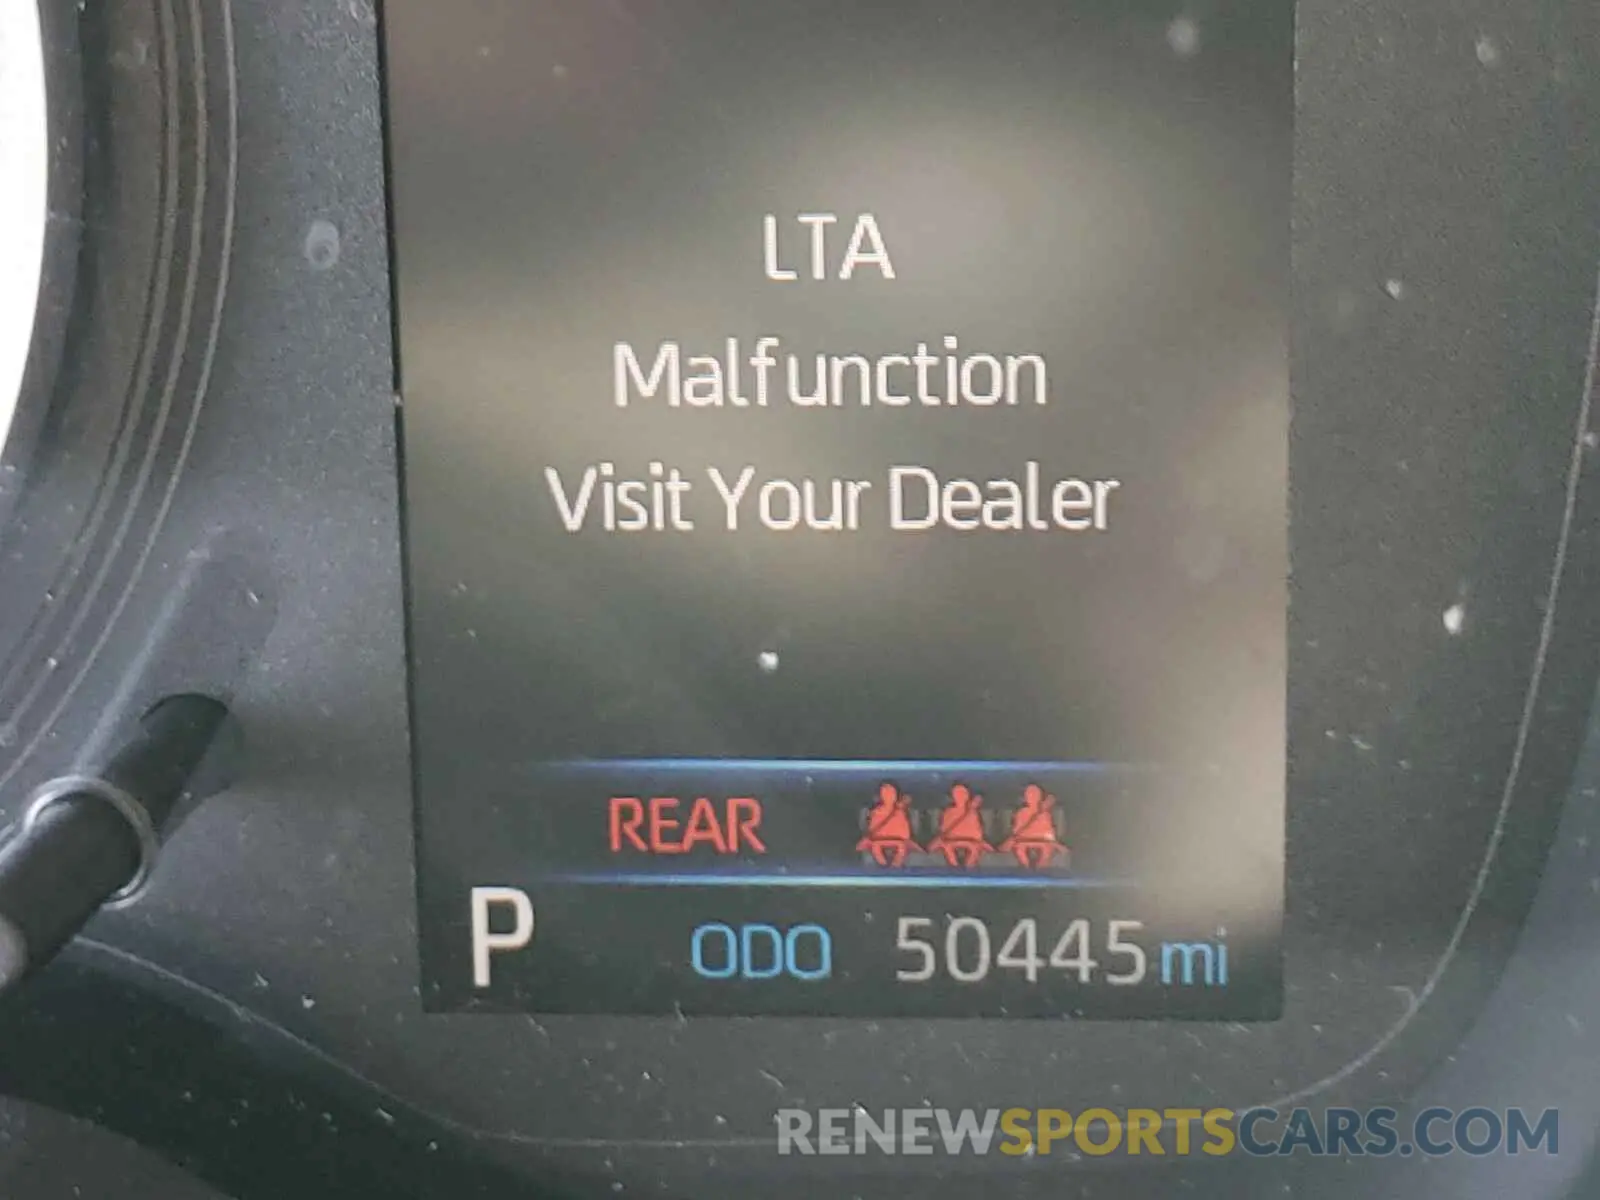 LTA
Malfunction
Visit Your Dealer
REAR
P ODO 50445 mi
RENEWSPORTSCARS.COM